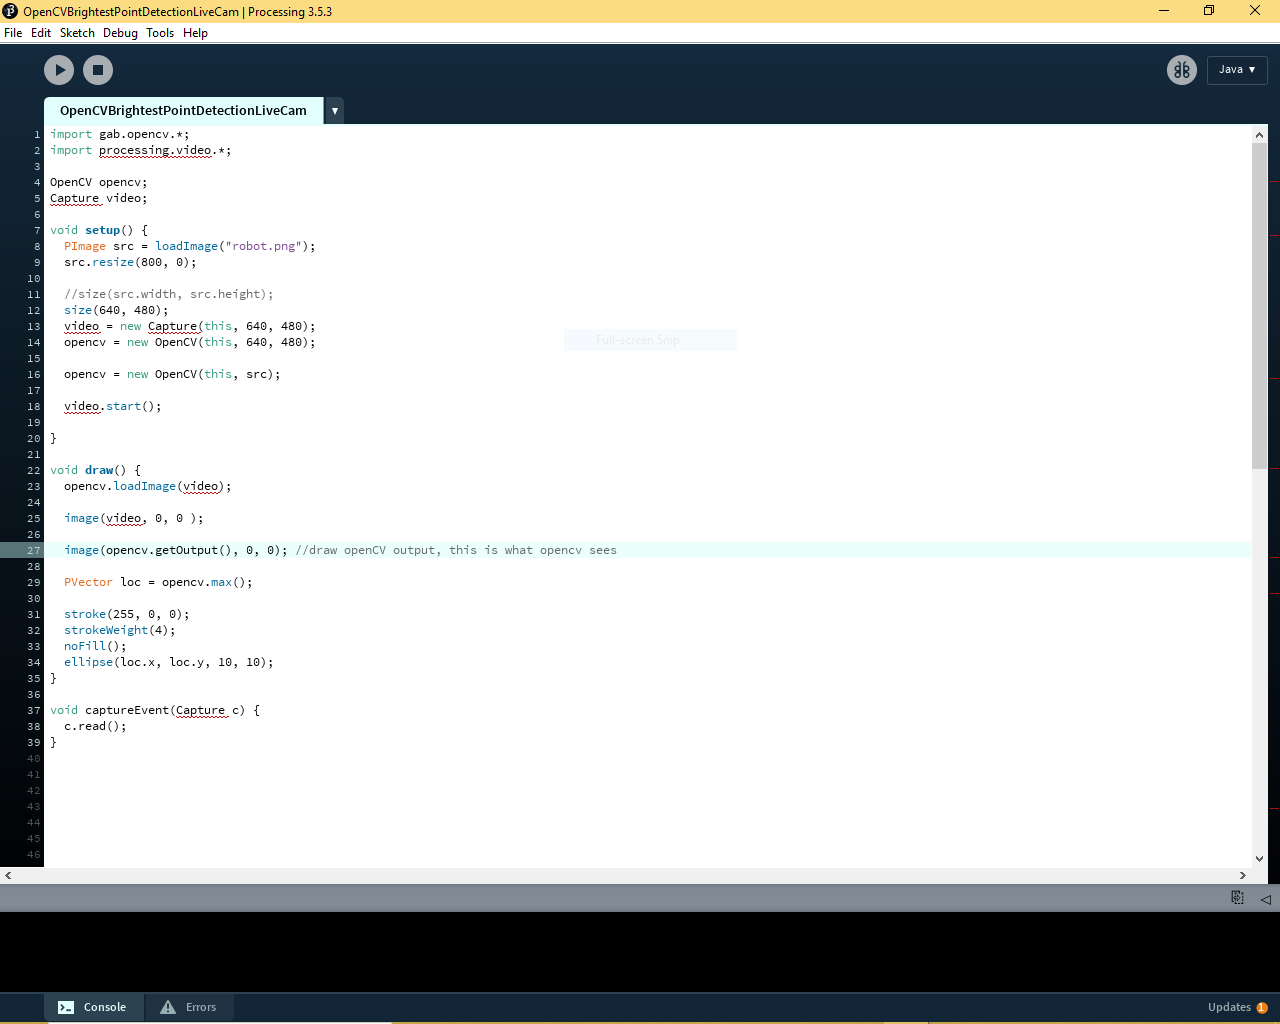 OpenCVBrightestPointDetectionLiveCam | Processing 3.5.3
File Edit Sketch Debug Tools Help
Java ▼
OpenCVBrightestPointDetectionLiveCam ▼
1 import gab.opencv.*;
2 import processing.video.*;
3
4 OpenCV opencv;
5 Capture video;
6
7 void setup() {
8   PImage src = loadImage("robot.png");
9   src.resize(800, 0);
10
11   //size(src.width, src.height);
12   size(640, 480);
13   video = new Capture(this, 640, 480);
14   opencv = new OpenCV(this, 640, 480);
15
16   opencv = new OpenCV(this, src);
17
18   video.start();
19
20 }
21
22 void draw() {
23   opencv.loadImage(video);
24
25   image(video, 0, 0 );
26
27   image(opencv.getOutput(), 0, 0); //draw openCV output, this is what opencv sees
28
29   PVector loc = opencv.max();
30
31   stroke(255, 0, 0);
32   strokeWeight(4);
33   noFill();
34   ellipse(loc.x, loc.y, 10, 10);
35 }
36
37 void captureEvent(Capture c) {
38   c.read();
39 }
40
41
42
43
44
45
46
Full-screen Snip
Console Errors Updates 1